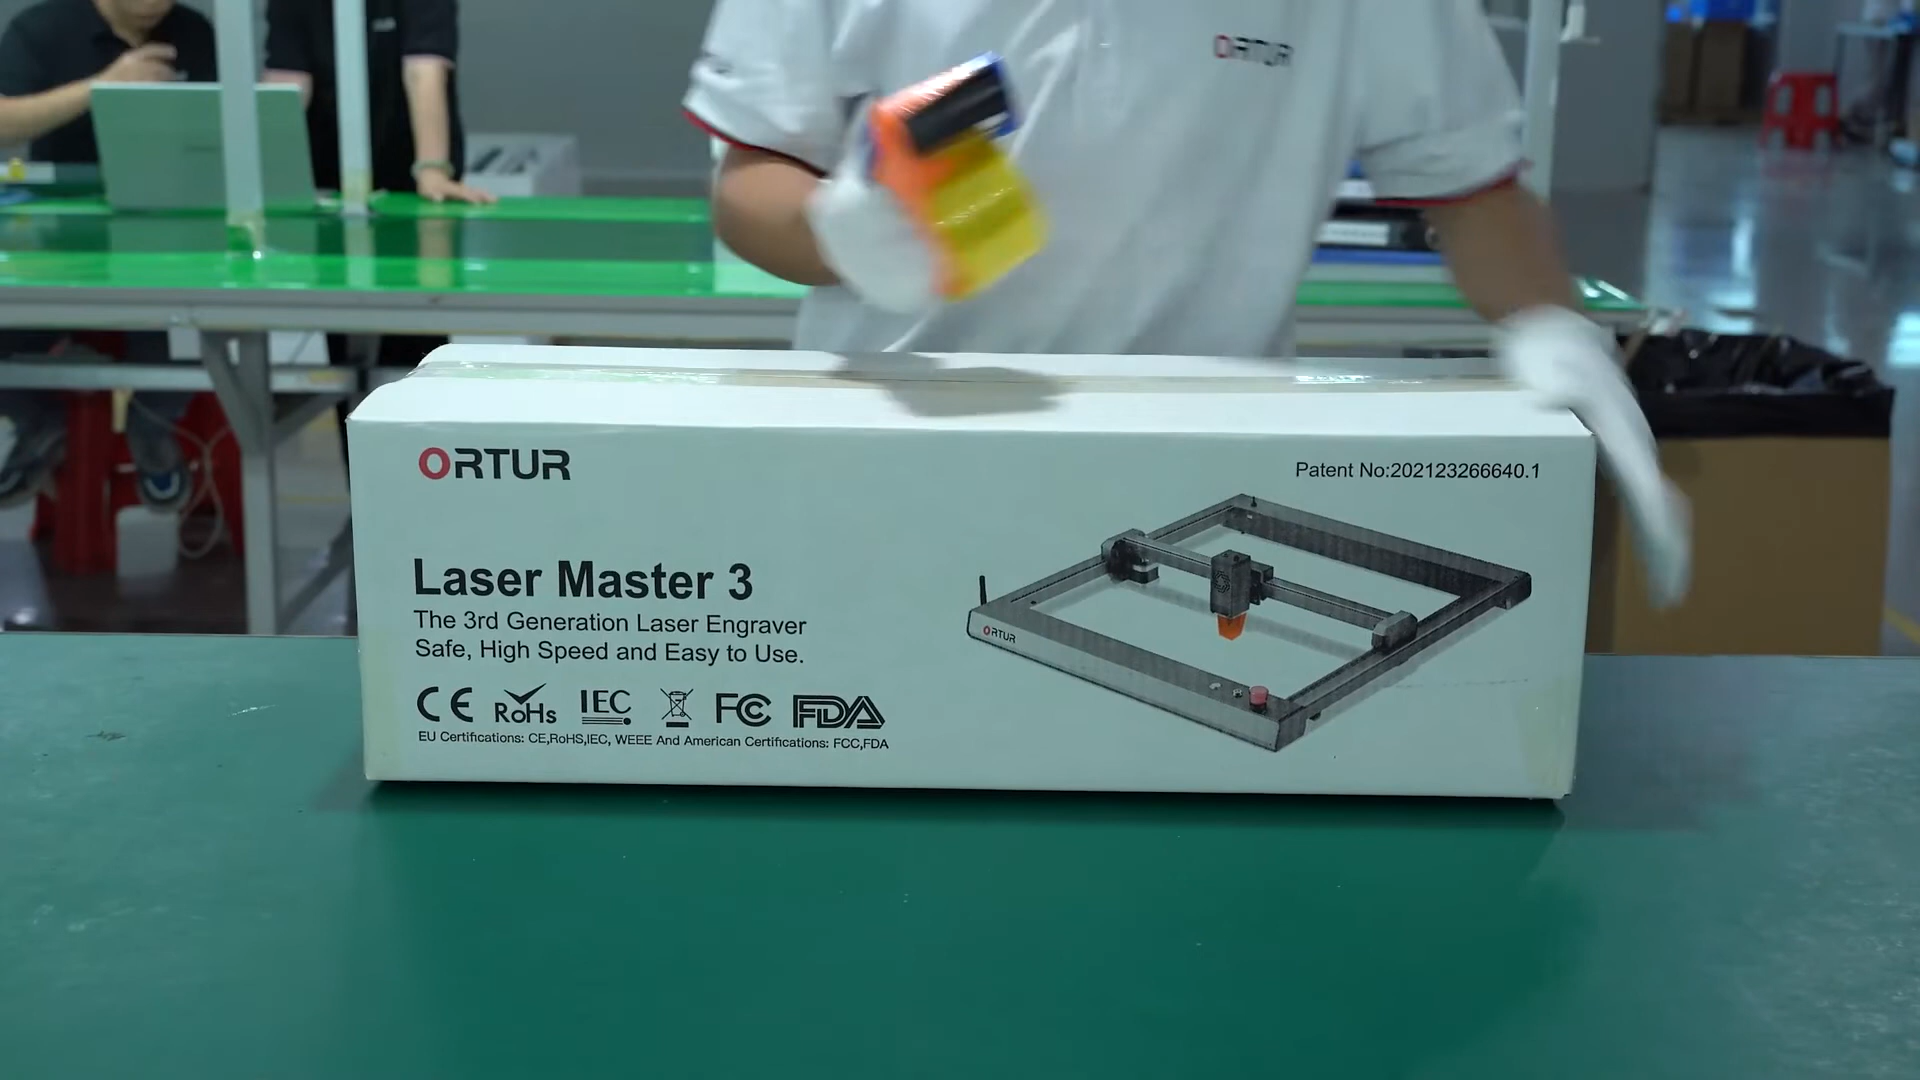 ORTUR
ORTUR
Patent No:202123266640.1
Laser Master 3
The 3rd Generation Laser Engraver
Safe, High Speed and Easy to Use.
ORTUR
CE RoHS IEC FC FDA
EU Certifications: CE,RoHS,IEC, WEEE And American Certifications: FCC,FDA